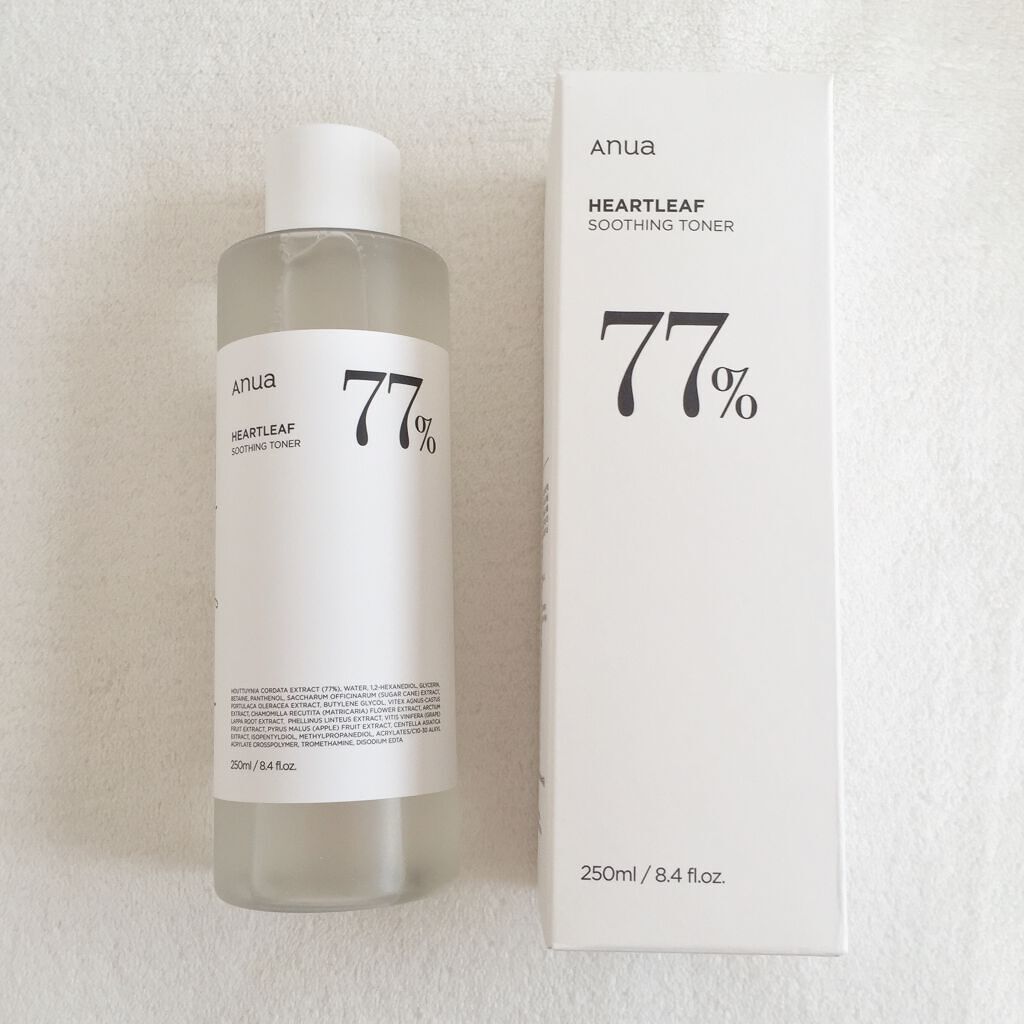 Anua
77%
HEARTLEAF
SOOTHING TONER
HOUTTUYNIA CORDATA EXTRACT (77%), WATER, 1,2-HEXANEDIOL, GLYCERIN,
BETAINE, PANTHENOL, SACCHARUM OFFICINARUM (SUGAR CANE) EXTRACT,
PORTULACA OLERACEA EXTRACT, BUTYLENE GLYCOL, VITEX AGNUS-CASTUS
EXTRACT, CHAMOMILLA RECUTITA (MATRICARIA) FLOWER EXTRACT, ARCTIUM
LAPPA ROOT EXTRACT, PHELLINUS LINTEUS EXTRACT, VITIS VINIFERA (GRAPE)
FRUIT EXTRACT, PYRUS MALUS (APPLE) FRUIT EXTRACT, CENTELLA ASIATICA
EXTRACT, ISOPENTYLDIOL, METHYLPROPANEDIOL, ACRYLATES/C10-30 ALKYL
ACRYLATE CROSSPOLYMER, TROMETHAMINE, DISODIUM EDTA
250ml / 8.4 fl.oz.
Anua
HEARTLEAF
SOOTHING TONER
77%
250ml / 8.4 fl.oz.